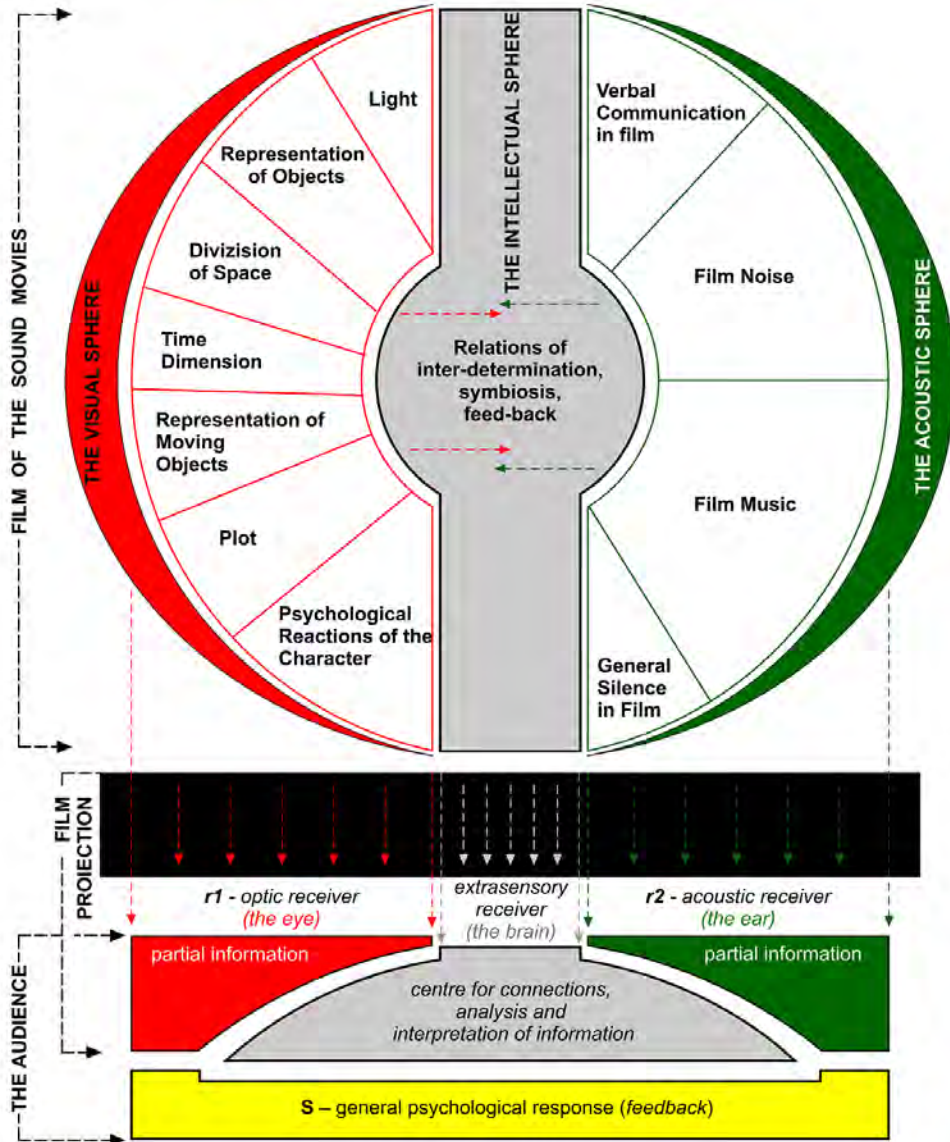 FILM OF THE SOUND MOVIES
THE VISUAL SPHERE
Light
Representation
of Objects
Divizision
of Space
Time
Dimension
Representation of
Moving
Objects
Plot
Psychological
Reactions of the
Character
THE INTELLECTUAL SPHERE
Relations of
inter-determination,
symbiosis,
feed-back
Verbal
Communication
in film
Film Noise
Film Music
General
Silence
in Film
THE ACOUSTIC SPHERE
FILM
PROIECTION
r1 - optic receiver
(the eye)
extrasensory
receiver
(the brain)
r2 - acoustic receiver
(the ear)
THE AUDIENCE
partial information
centre for connections,
analysis and
interpretation of information
partial information
S – general psychological response (feedback)